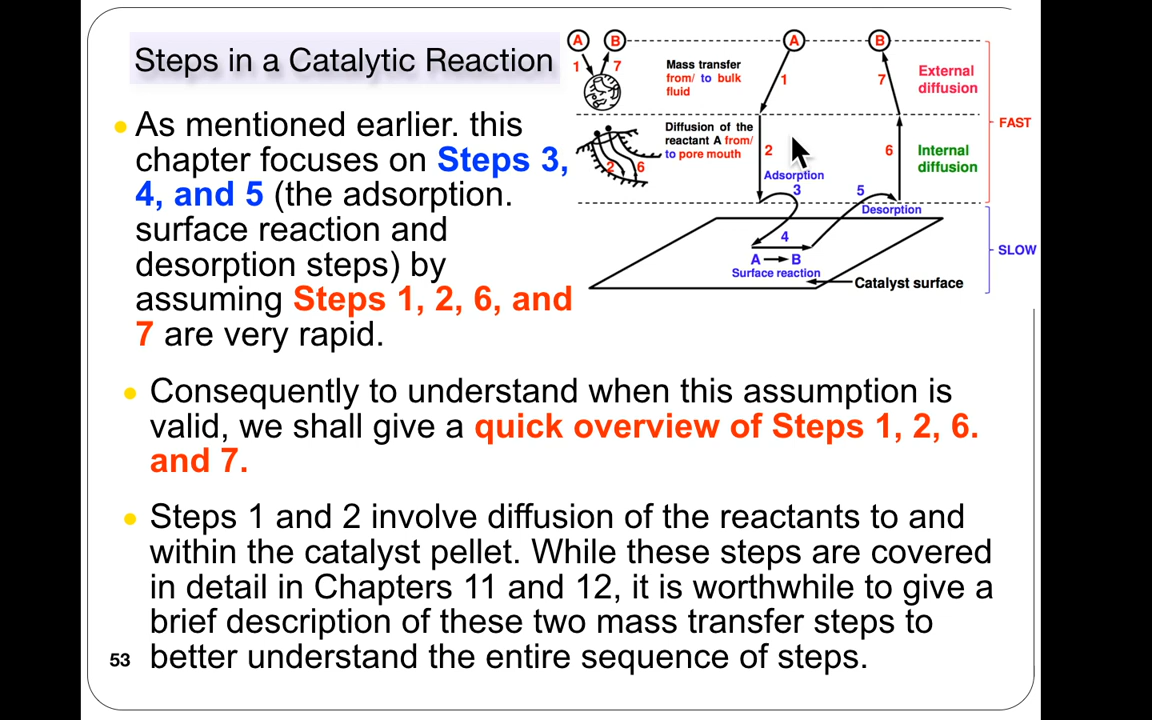 Steps in a Catalytic Reaction
As mentioned earlier. this
chapter focuses on Steps 3,
4, and 5 (the adsorption.
surface reaction and
desorption steps) by
assuming Steps 1, 2, 6, and
7 are very rapid.
A B A B
1 7
Mass transfer
from/ to bulk
fluid
1 7
External
diffusion
FAST
Diffusion of the
reactant A from/
to pore mouth
2 6
2 6
Internal
diffusion
Adsorption
3 5
Desorption
4
A B
Surface reaction
SLOW
Catalyst surface
Consequently to understand when this assumption is
valid, we shall give a quick overview of Steps 1, 2, 6.
and 7.
Steps 1 and 2 involve diffusion of the reactants to and
within the catalyst pellet. While these steps are covered
in detail in Chapters 11 and 12, it is worthwhile to give a
brief description of these two mass transfer steps to
better understand the entire sequence of steps.
53